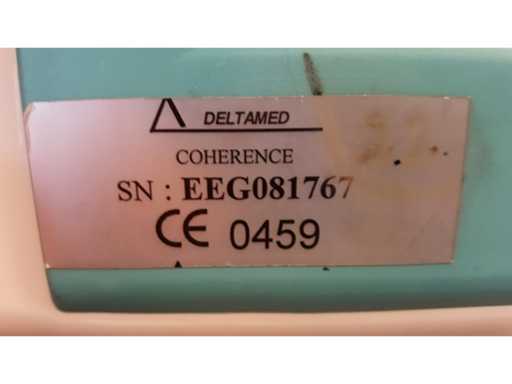 DELTAMED
COHERENCE
SN : EEG081767
CE 0459